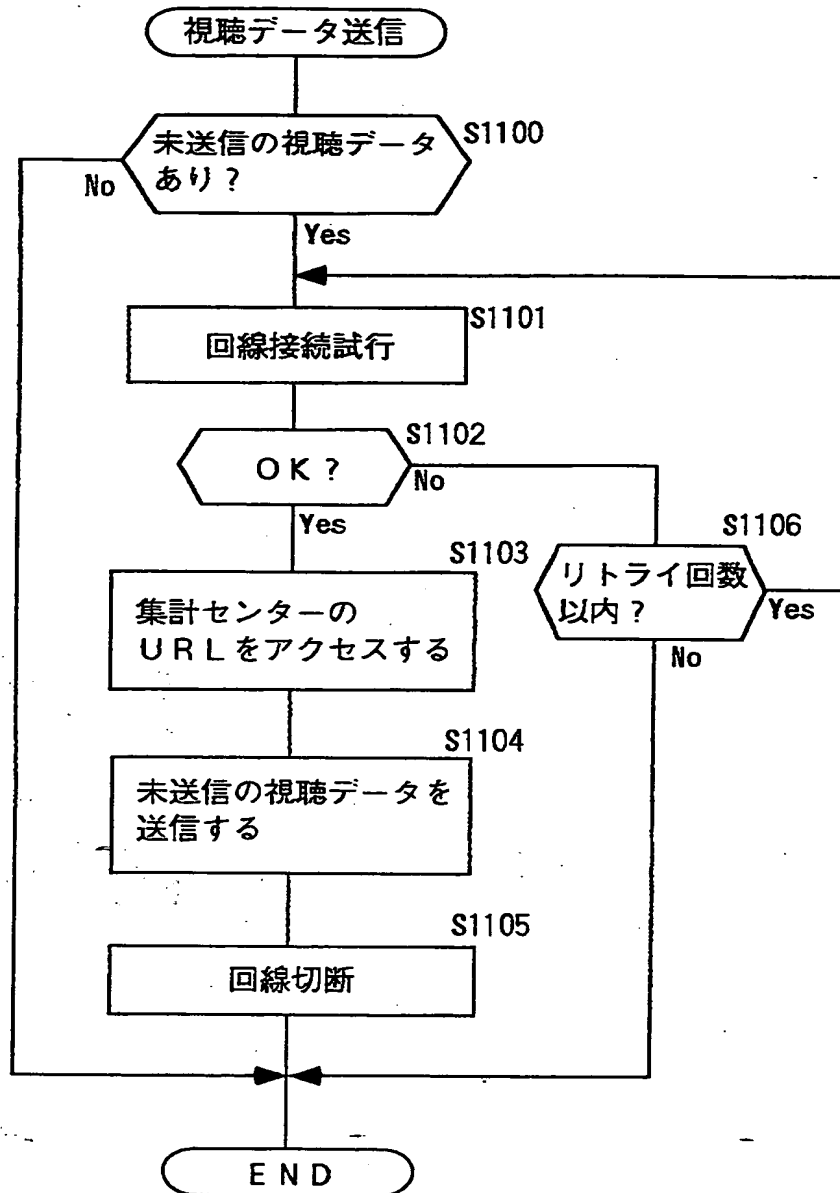 視聴データ送信
S1100
未送信の視聴データ
あり?
No
Yes
S1101
回線接続試行
S1102
OK?
No
Yes
S1103
集計センターの
URLをアクセスする
S1106
リトライ回数
以内?
Yes
No
S1104
未送信の視聴データを
送信する
S1105
回線切断
END